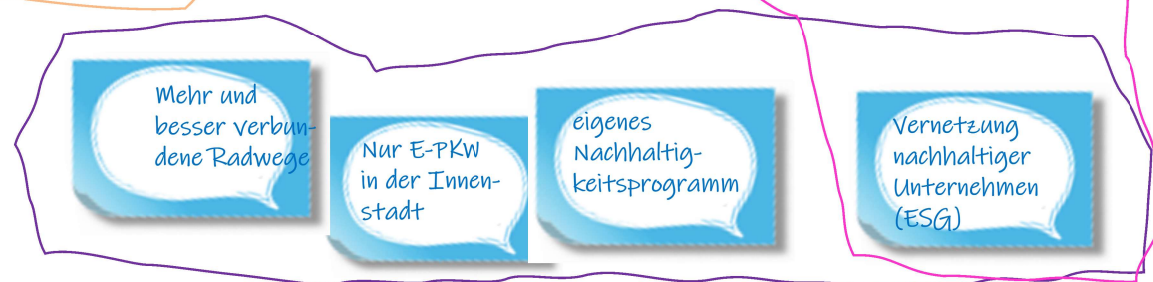 Mehr und
besser verbun-
dene Radwege
Nur E-PKW
in der Innen-
stadt
eigenes
Nachhaltig-
keitsprogramm
Vernetzung
nachhaltiger
Unternehmen
(ESG)